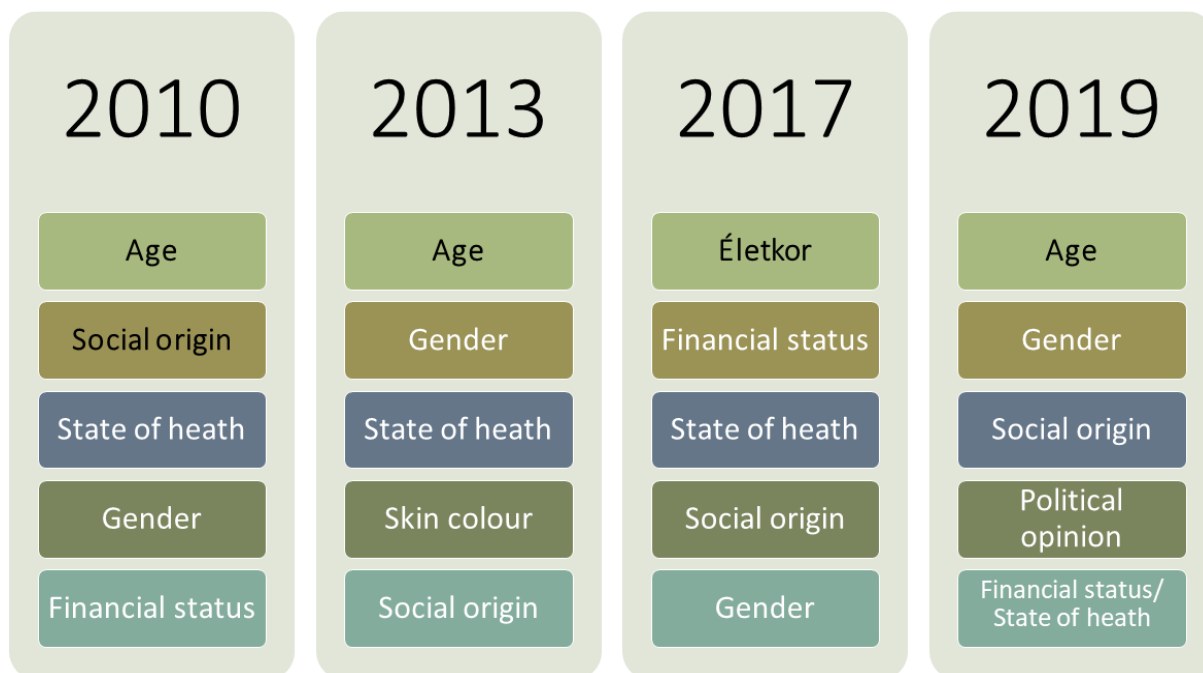 2010
Age
Social origin
State of heath
Gender
Financial status
2013
Age
Gender
State of heath
Skin colour
Social origin
2017
Életkor
Financial status
State of heath
Social origin
Gender
2019
Age
Gender
Social origin
Political
opinion
Financial status/
State of heath